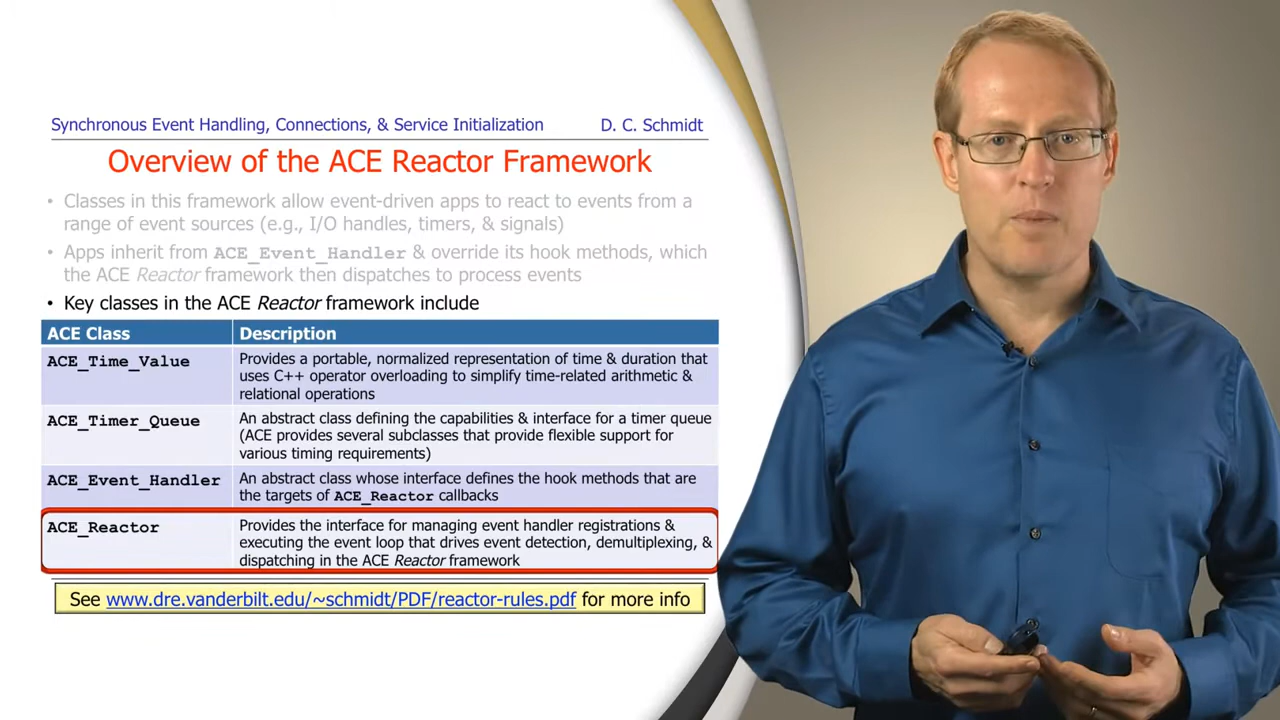 Synchronous Event Handling, Connections, & Service Initialization D. C. Schmidt
Overview of the ACE Reactor Framework
• Classes in this framework allow event-driven apps to react to events from a
range of event sources (e.g., I/O handles, timers, & signals)
• Apps inherit from ACE_Event_Handler & override its hook methods, which
the ACE Reactor framework then dispatches to process events
• Key classes in the ACE Reactor framework include
ACE Class Description
ACE_Time_Value Provides a portable, normalized representation of time & duration that
uses C++ operator overloading to simplify time-related arithmetic &
relational operations
ACE_Timer_Queue An abstract class defining the capabilities & interface for a timer queue
(ACE provides several subclasses that provide flexible support for
various timing requirements)
ACE_Event_Handler An abstract class whose interface defines the hook methods that are
the targets of ACE_Reactor callbacks
ACE_Reactor Provides the interface for managing event handler registrations &
executing the event loop that drives event detection, demultiplexing, &
dispatching in the ACE Reactor framework
See www.dre.vanderbilt.edu/~schmidt/PDF/reactor-rules.pdf for more info